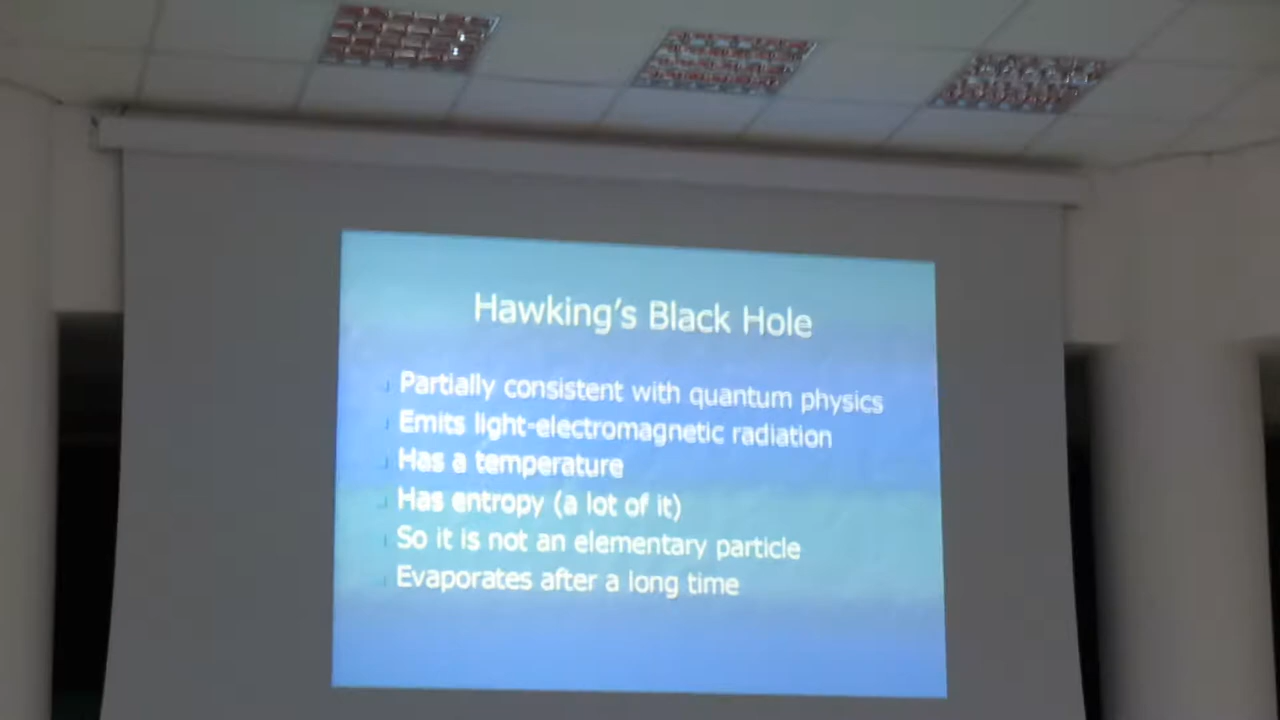 Hawking's Black Hole
Partially consistent with quantum physics
Emits light-electromagnetic radiation
Has a temperature
Has entropy (a lot of it)
So it is not an elementary particle
Evaporates after a long time